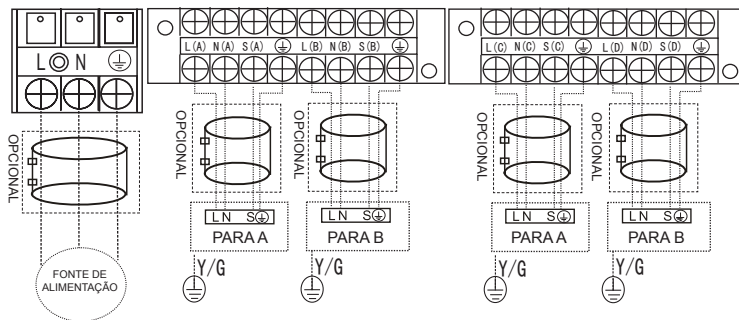 L N
OPCIONAL
FONTE DE
ALIMENTAÇÃO
L(A) N(A) S(A) L(B) N(B) S(B)
OPCIONAL
OPCIONAL
L N S
PARA A
L N S
PARA B
Y/G
Y/G
L(C) N(C) S(C) L(D) N(D) S(D)
OPCIONAL
OPCIONAL
L N S
PARA A
L N S
PARA B
Y/G
Y/G